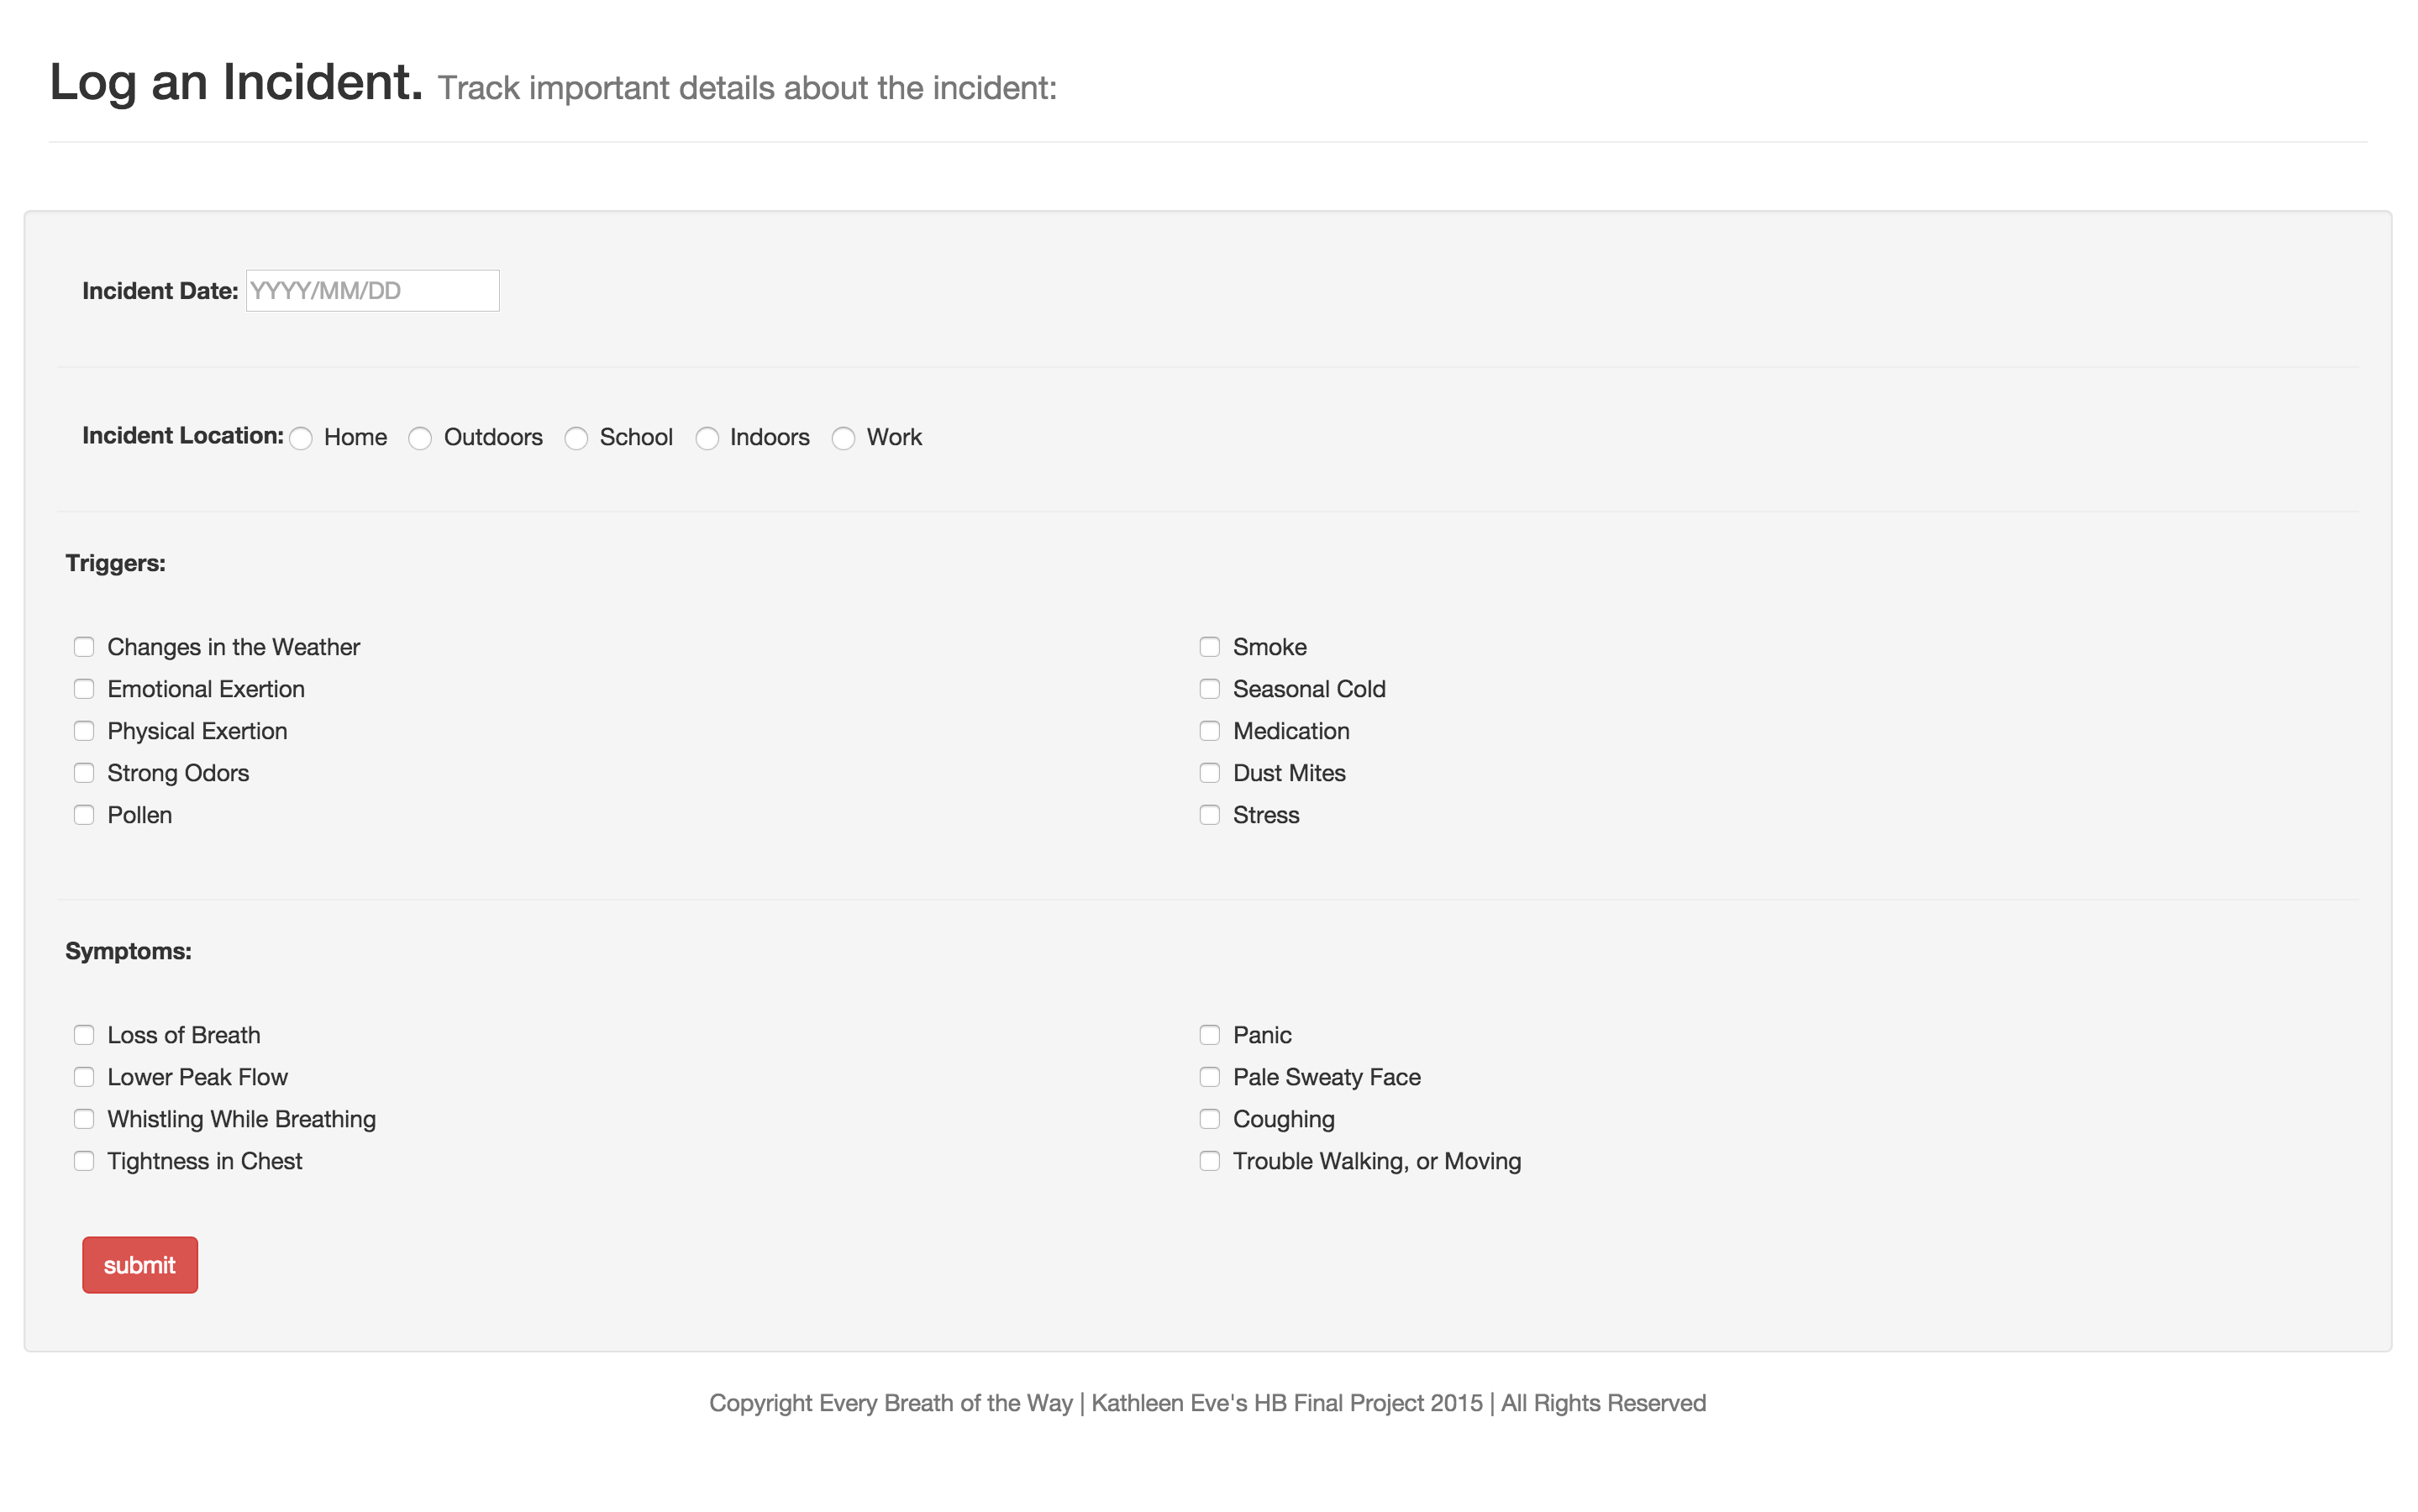 Log an Incident. Track important details about the incident:
Incident Date: YYYY/MM/DD
Incident Location: Home Outdoors School Indoors Work
Triggers:
Changes in the Weather
Emotional Exertion
Physical Exertion
Strong Odors
Pollen
Smoke
Seasonal Cold
Medication
Dust Mites
Stress
Symptoms:
Loss of Breath
Lower Peak Flow
Whistling While Breathing
Tightness in Chest
Panic
Pale Sweaty Face
Coughing
Trouble Walking, or Moving
submit
Copyright Every Breath of the Way | Kathleen Eve's HB Final Project 2015 | All Rights Reserved